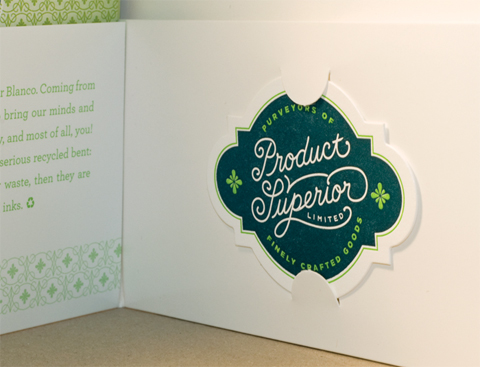 r Blanco. Coming from
bring our minds and
, and most of all, you!
serious recycled bent:
waste, then they are
inks.
PURVEYORS OF
Product
Superior
LIMITED
FINELY CRAFTED GOODS